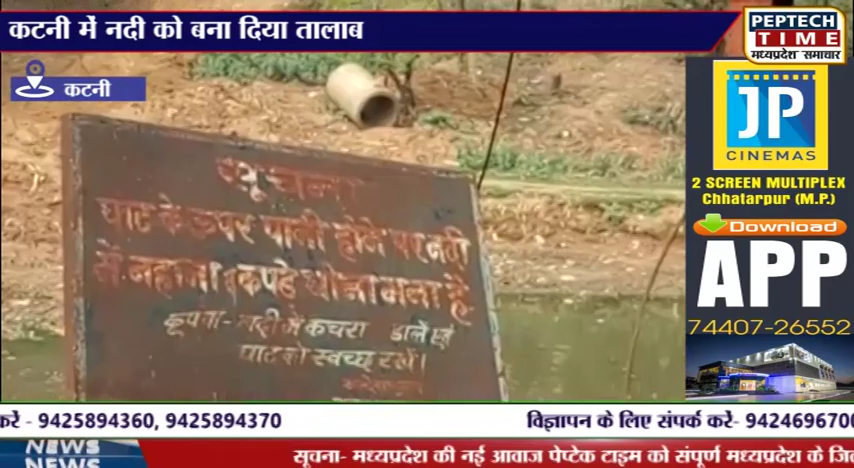 कटनी में नदी को बना दिया तालाब
PEPTECH
TIME
मध्यप्रदेश समाचार
कटनी
JP
CINEMAS
2 SCREEN MULTIPLEX
Chhatarpur (M.P.)
Download
APP
74407-26552
सूचना
घाट के ऊपर पानी होने पर नदी
में नहाना कपड़े धोना मना है
कृपया - नदी में कचरा डालें
घाट को स्वच्छ रखें।
करें - 9425894360, 9425894370
विज्ञापन के लिए संपर्क करें- 9424696700
NEWS
NEWS
सूचना- मध्यप्रदेश की नई आवाज पेप्टेक टाइम को संपूर्ण मध्यप्रदेश के